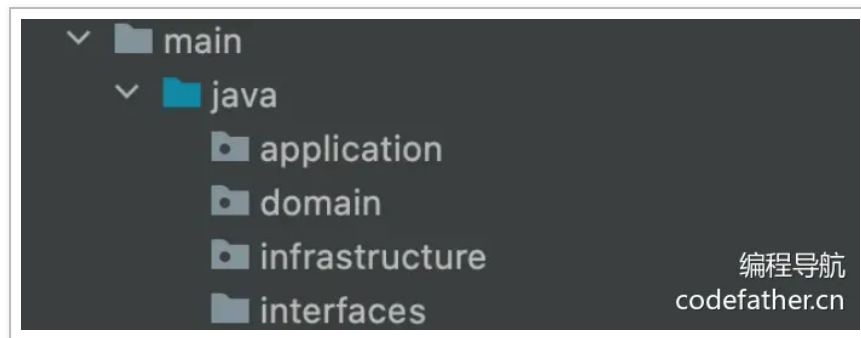 main
java
application
domain
infrastructure
interfaces
编程导航
codefather.cn